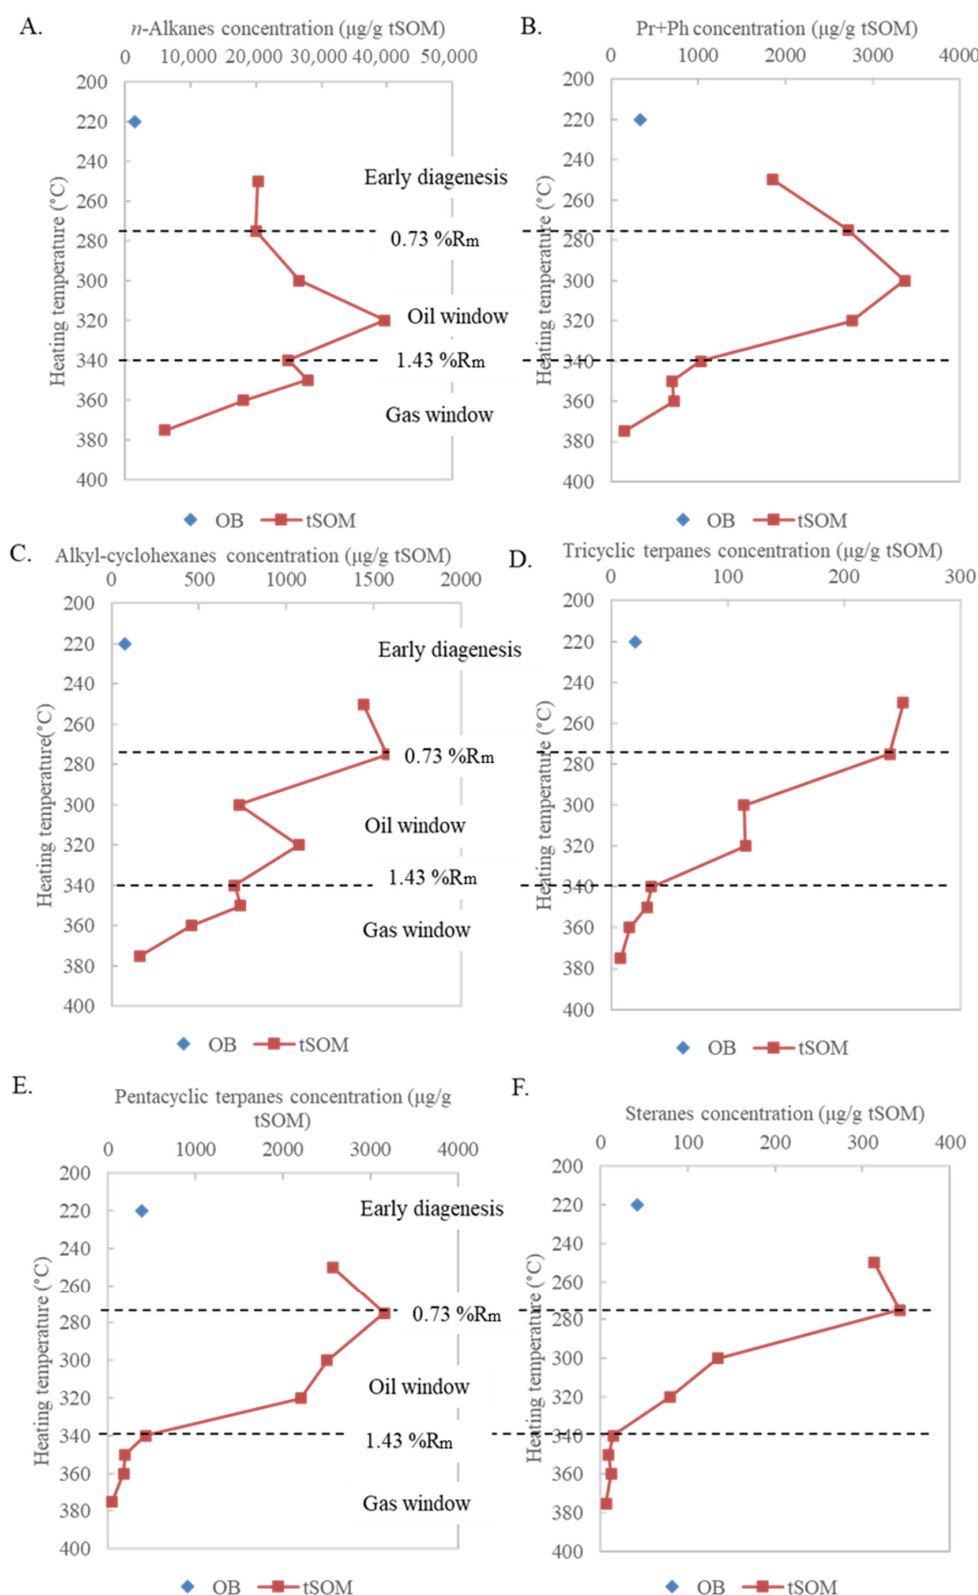 A.
n-Alkanes concentration (µg/g tSOM)
0 10,000 20,000 30,000 40,000 50,000
200
220
240
260
280
300
320
340
360
380
400
Heating temperature (°C)
Early diagenesis
0.73 %Rm
Oil window
1.43 %Rm
Gas window
OB tSOM
B.
Pr+Ph concentration (µg/g tSOM)
0 1000 2000 3000 4000
200
220
240
260
280
300
320
340
360
380
400
Heating temperature (°C)
OB tSOM
C.
Alkyl-cyclohexanes concentration (µg/g tSOM)
0 500 1000 1500 2000
200
220
240
260
280
300
320
340
360
380
400
Heating temperature(°C)
Early diagenesis
0.73 %Rm
Oil window
1.43 %Rm
Gas window
OB tSOM
D.
Tricyclic terpanes concentration (µg/g tSOM)
0 100 200 300
200
220
240
260
280
300
320
340
360
380
400
Heating temperature (°C)
OB tSOM
E.
Pentacyclic terpanes concentration (µg/g
tSOM)
0 1000 2000 3000 4000
200
220
240
260
280
300
320
340
360
380
400
Heating temperature (°C)
Early diagenesis
0.73 %Rm
Oil window
1.43 %Rm
Gas window
OB tSOM
F.
Steranes concentration (µg/g tSOM)
0 100 200 300 400
200
220
240
260
280
300
320
340
360
380
400
Heating temperature (°C)
OB tSOM